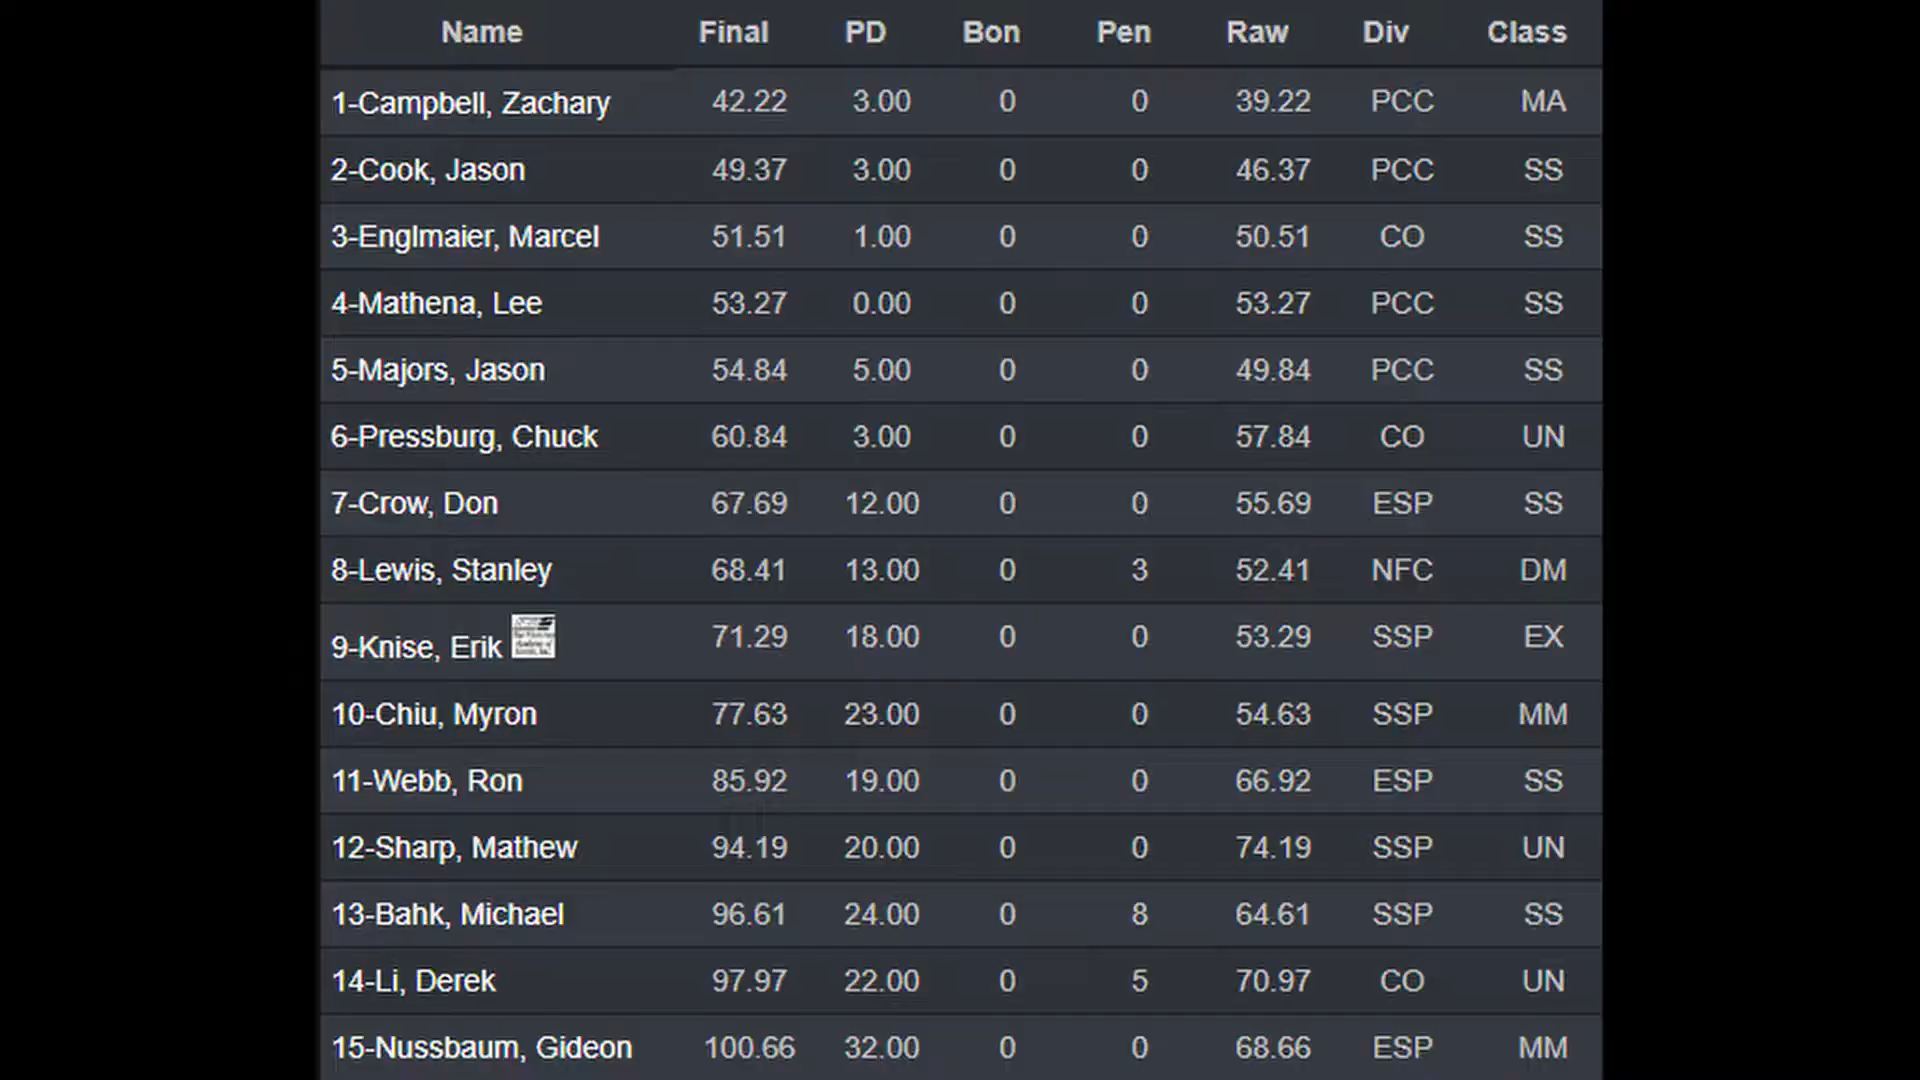 Name Final PD Bon Pen Raw Div Class
1-Campbell, Zachary 42.22 3.00 0 0 39.22 PCC MA
2-Cook, Jason 49.37 3.00 0 0 46.37 PCC SS
3-Englmaier, Marcel 51.51 1.00 0 0 50.51 CO SS
4-Mathena, Lee 53.27 0.00 0 0 53.27 PCC SS
5-Majors, Jason 54.84 5.00 0 0 49.84 PCC SS
6-Pressburg, Chuck 60.84 3.00 0 0 57.84 CO UN
7-Crow, Don 67.69 12.00 0 0 55.69 ESP SS
8-Lewis, Stanley 68.41 13.00 0 3 52.41 NFC DM
9-Knise, Erik 71.29 18.00 0 0 53.29 SSP EX
10-Chiu, Myron 77.63 23.00 0 0 54.63 SSP MM
11-Webb, Ron 85.92 19.00 0 0 66.92 ESP SS
12-Sharp, Mathew 94.19 20.00 0 0 74.19 SSP UN
13-Bahk, Michael 96.61 24.00 0 8 64.61 SSP SS
14-Li, Derek 97.97 22.00 0 5 70.97 CO UN
15-Nussbaum, Gideon 100.66 32.00 0 0 68.66 ESP MM